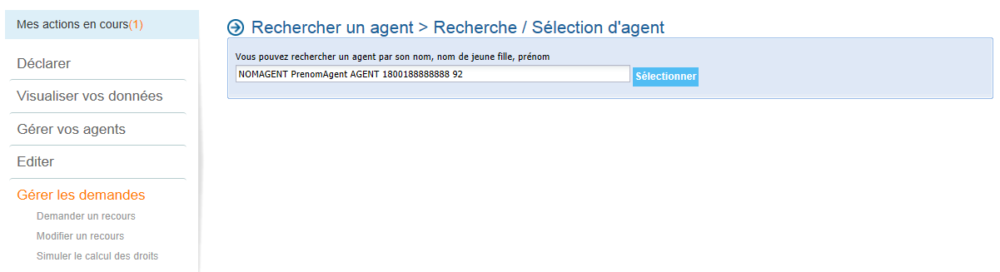 Mes actions en cours(1)
Déclarer
Visualiser vos données
Gérer vos agents
Editer
Gérer les demandes
Demander un recours
Modifier un recours
Simuler le calcul des droits
Rechercher un agent > Recherche / Sélection d'agent
Vous pouvez rechercher un agent par son nom, nom de jeune fille, prénom
NOMAGENT PrenomAgent AGENT 1800188888888 92
Sélectionner